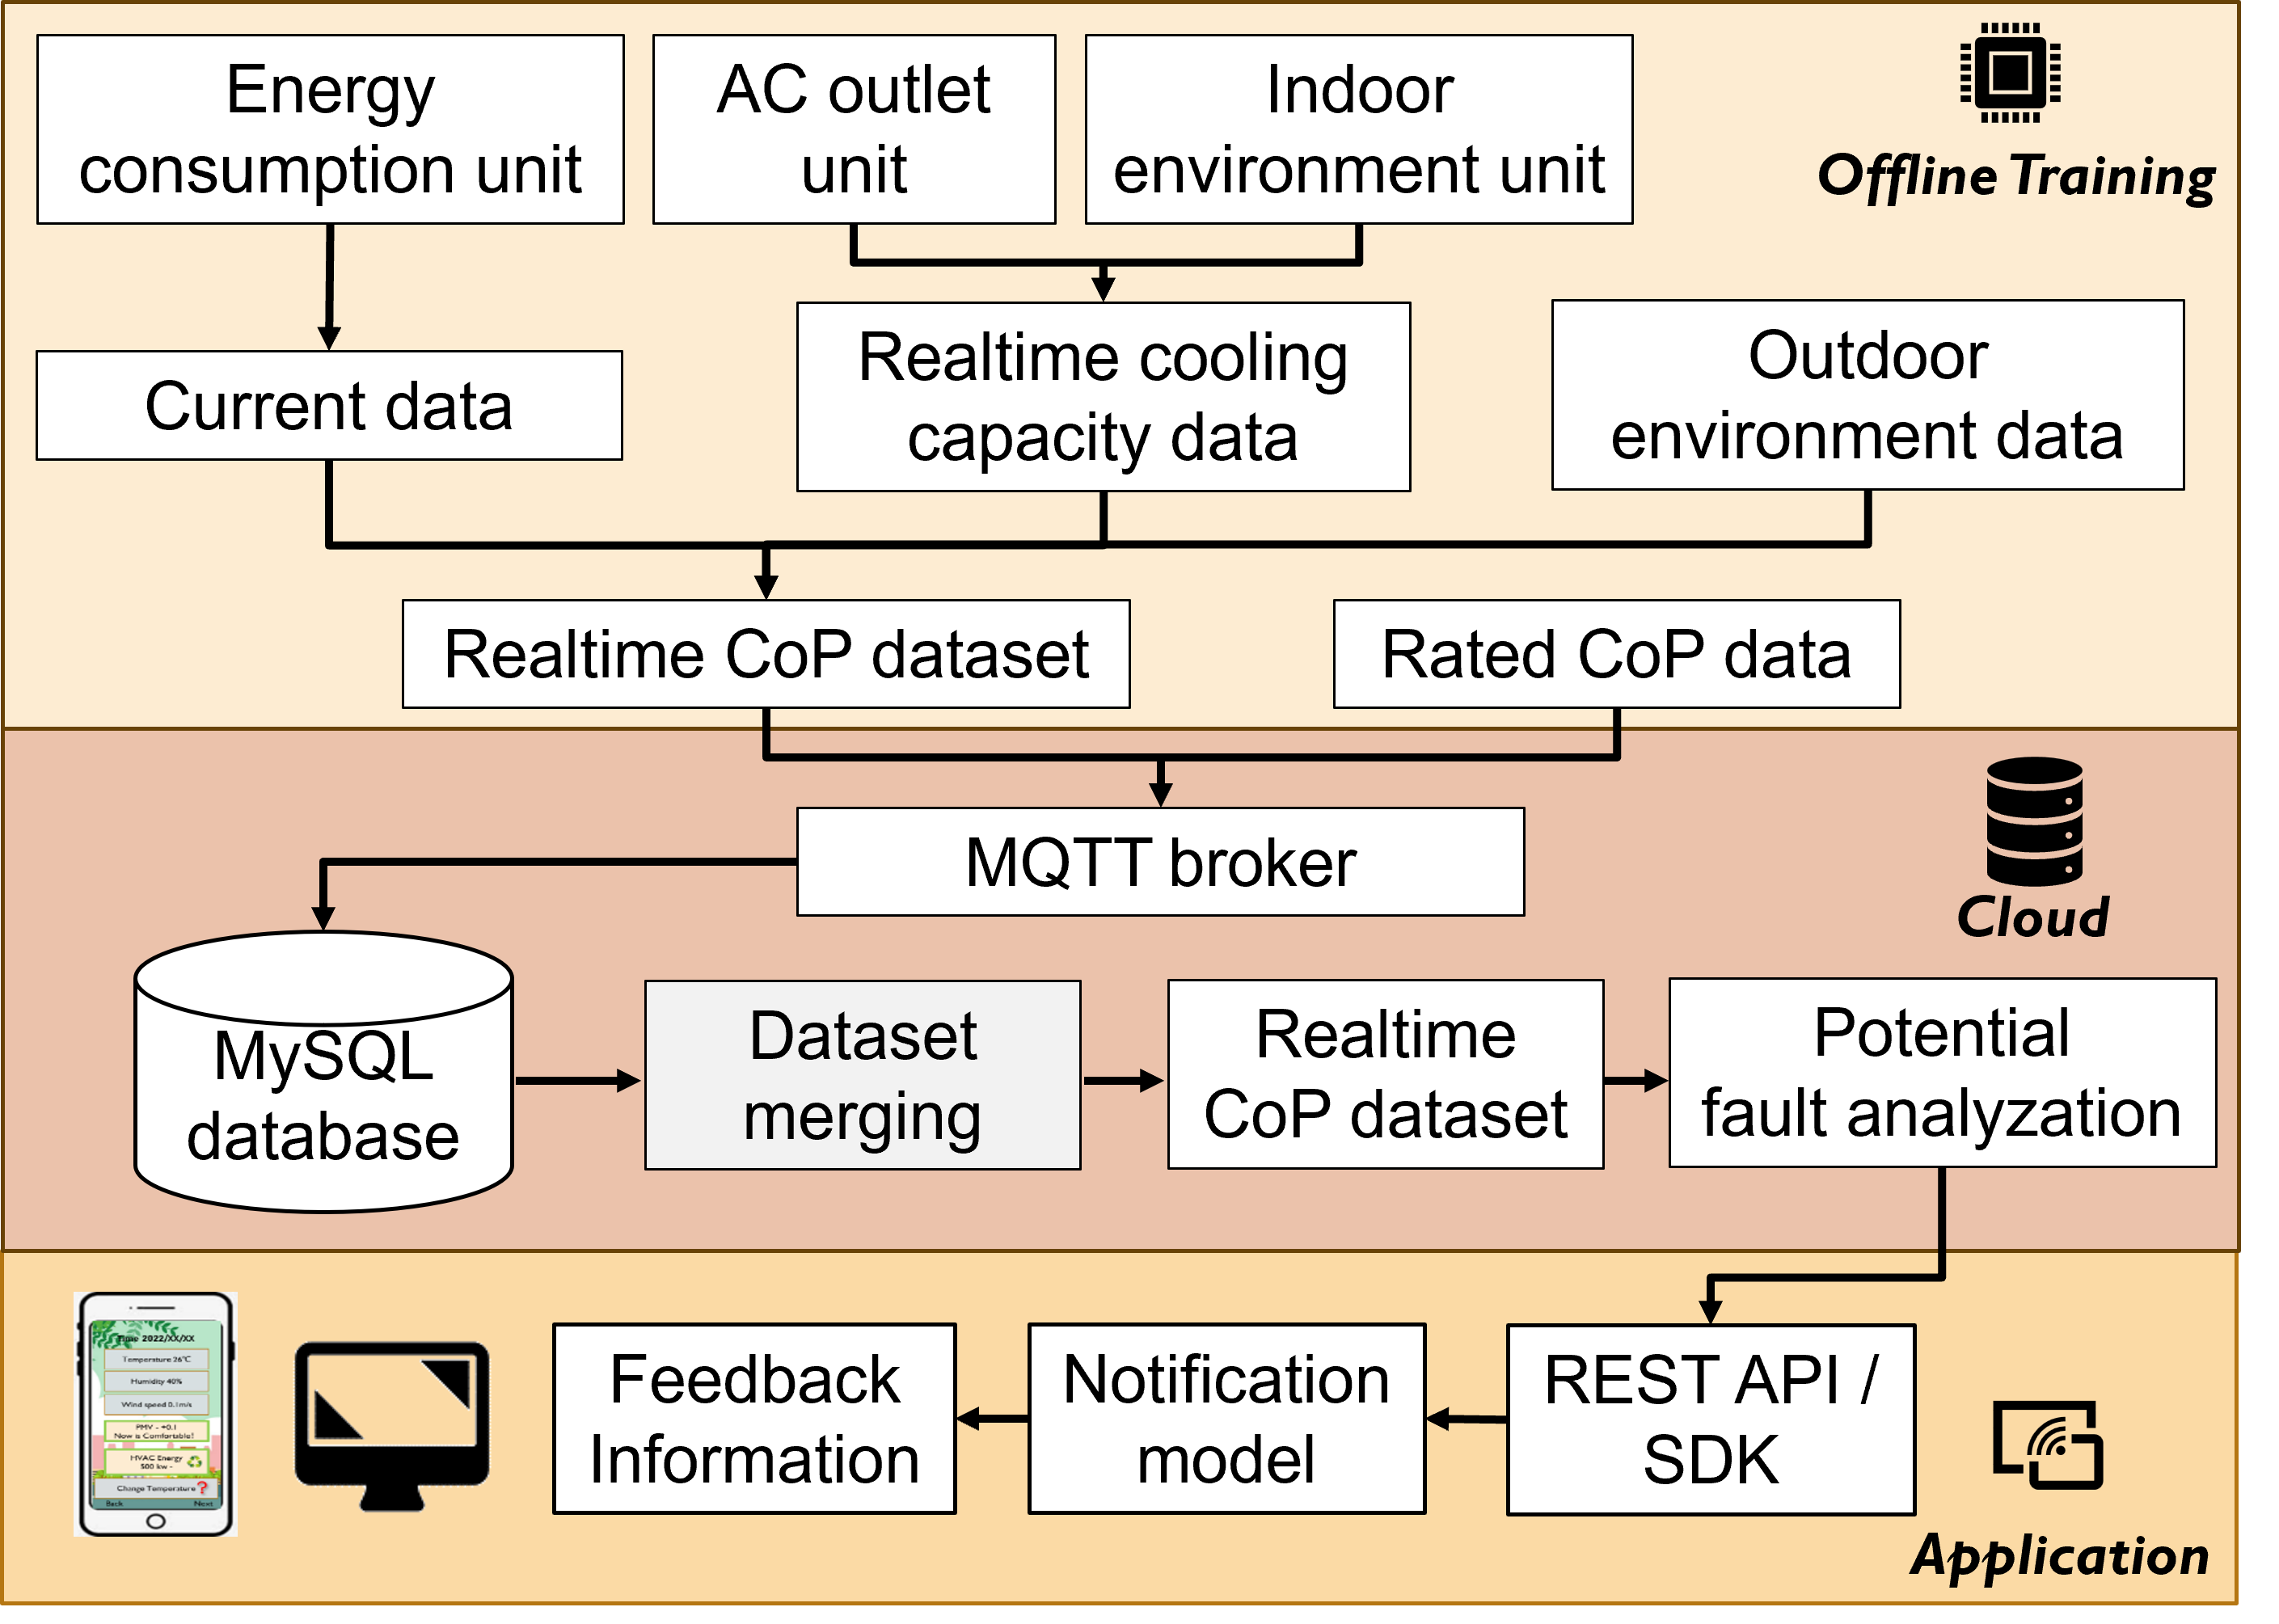 Energy
consumption unit
AC outlet
unit
Indoor
environment unit
Offline Training
Current data
Realtime cooling
capacity data
Outdoor
environment data
Realtime CoP dataset
Rated CoP data
MQTT broker
Cloud
MySQL
database
Dataset
merging
Realtime
CoP dataset
Potential
fault analyzation
Time 2022/XX/XX
Temperature 26°C
Humidity 40%
Wind speed 0.1m/s
PMV - +0.1
Now is Comfortable!
HVAC Energy
500 kw -
Change Temperature ?
Back
Next
Feedback
Information
Notification
model
REST API /
SDK
Application